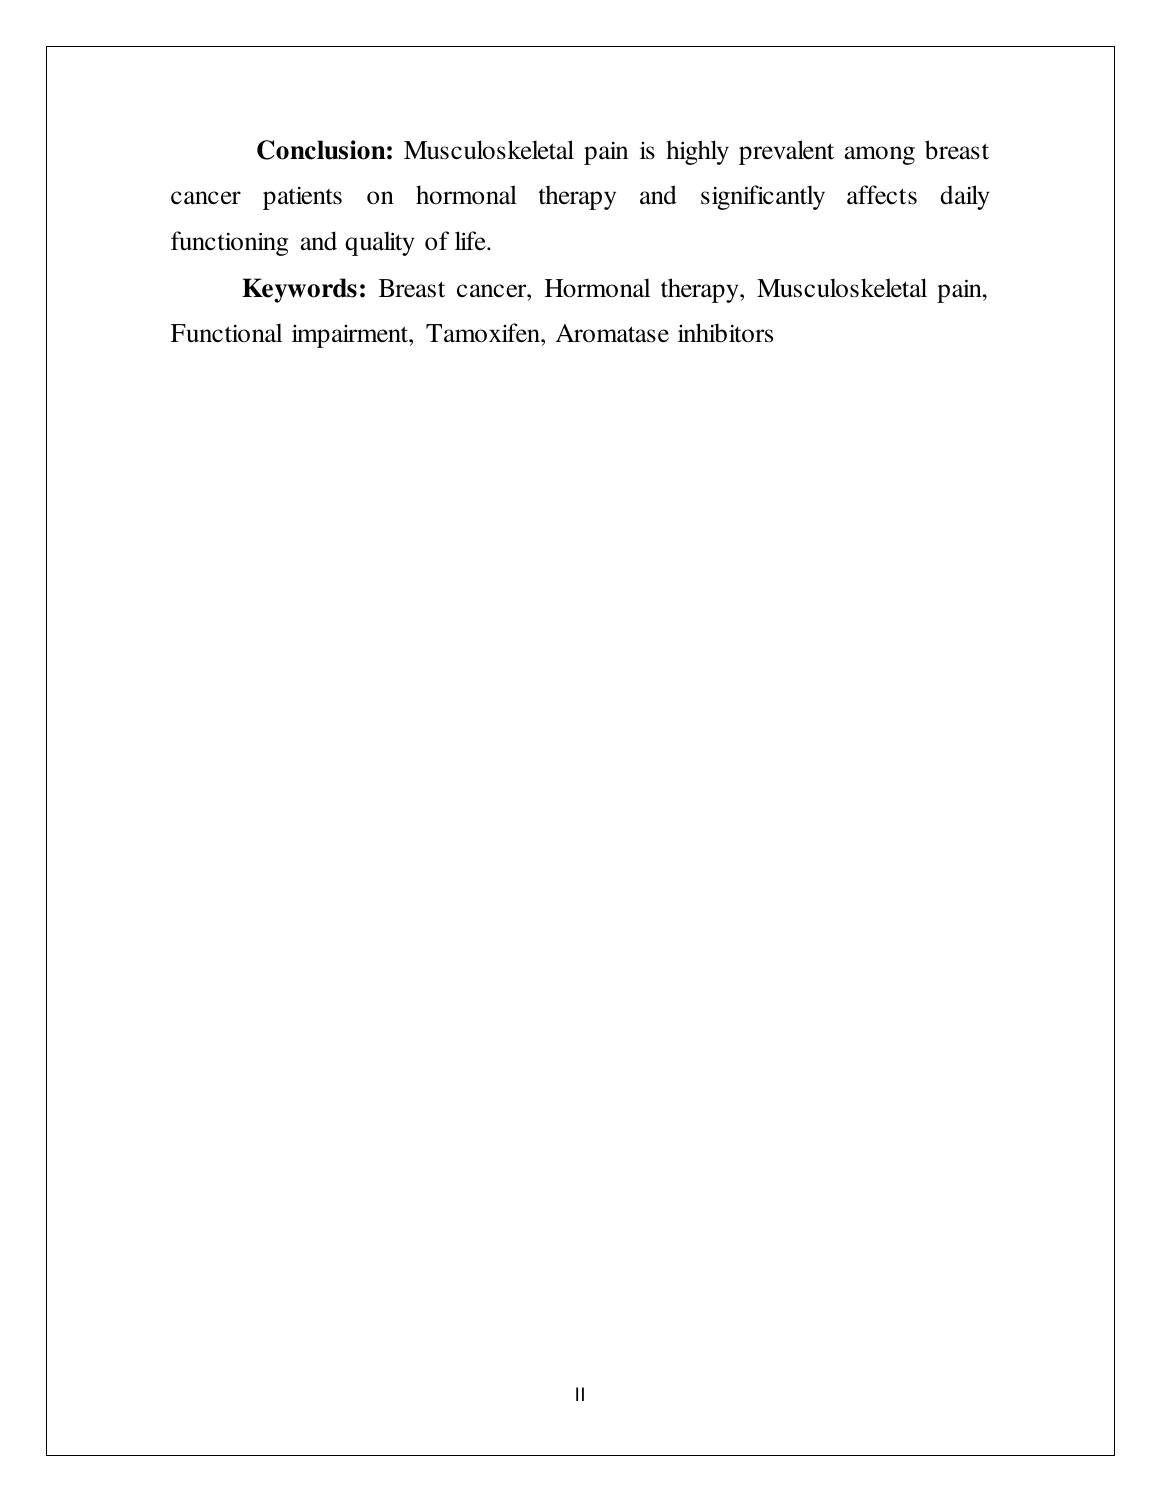 Conclusion: Musculoskeletal pain is highly prevalent among breast
cancer patients on hormonal therapy and significantly affects daily
functioning and quality of life.
Keywords: Breast cancer, Hormonal therapy, Musculoskeletal pain,
Functional impairment, Tamoxifen, Aromatase inhibitors
II